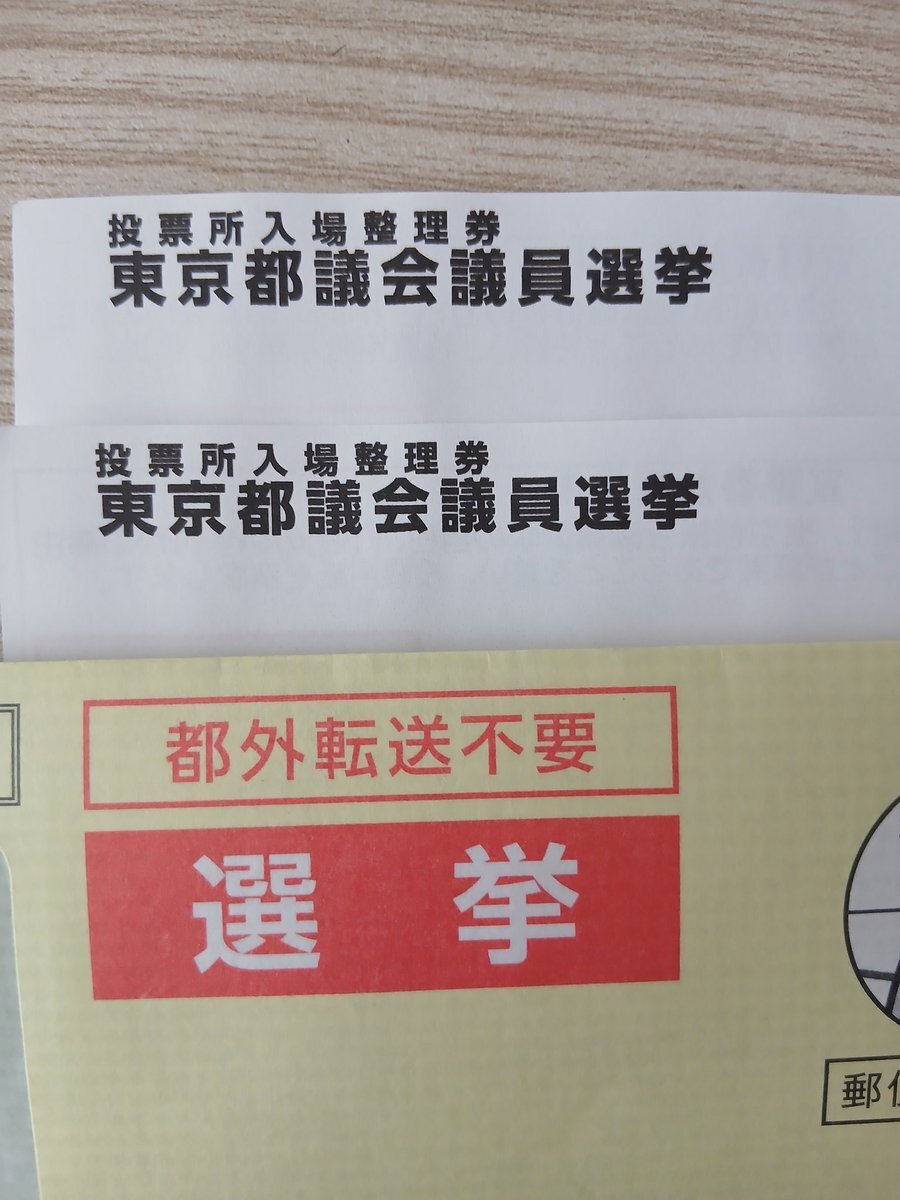 投票所入場整理券
東京都議会議員選挙
投票所入場整理券
東京都議会議員選挙
都外転送不要
選挙
郵